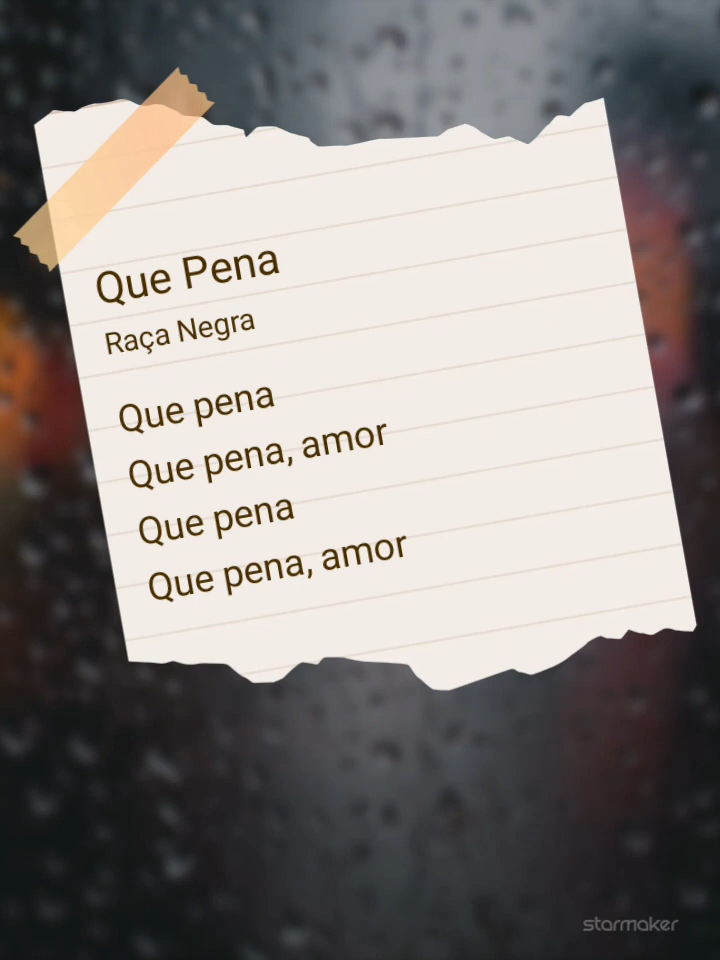 Que Pena
Raça Negra
Que pena
Que pena, amor
Que pena
Que pena, amor
starmaker